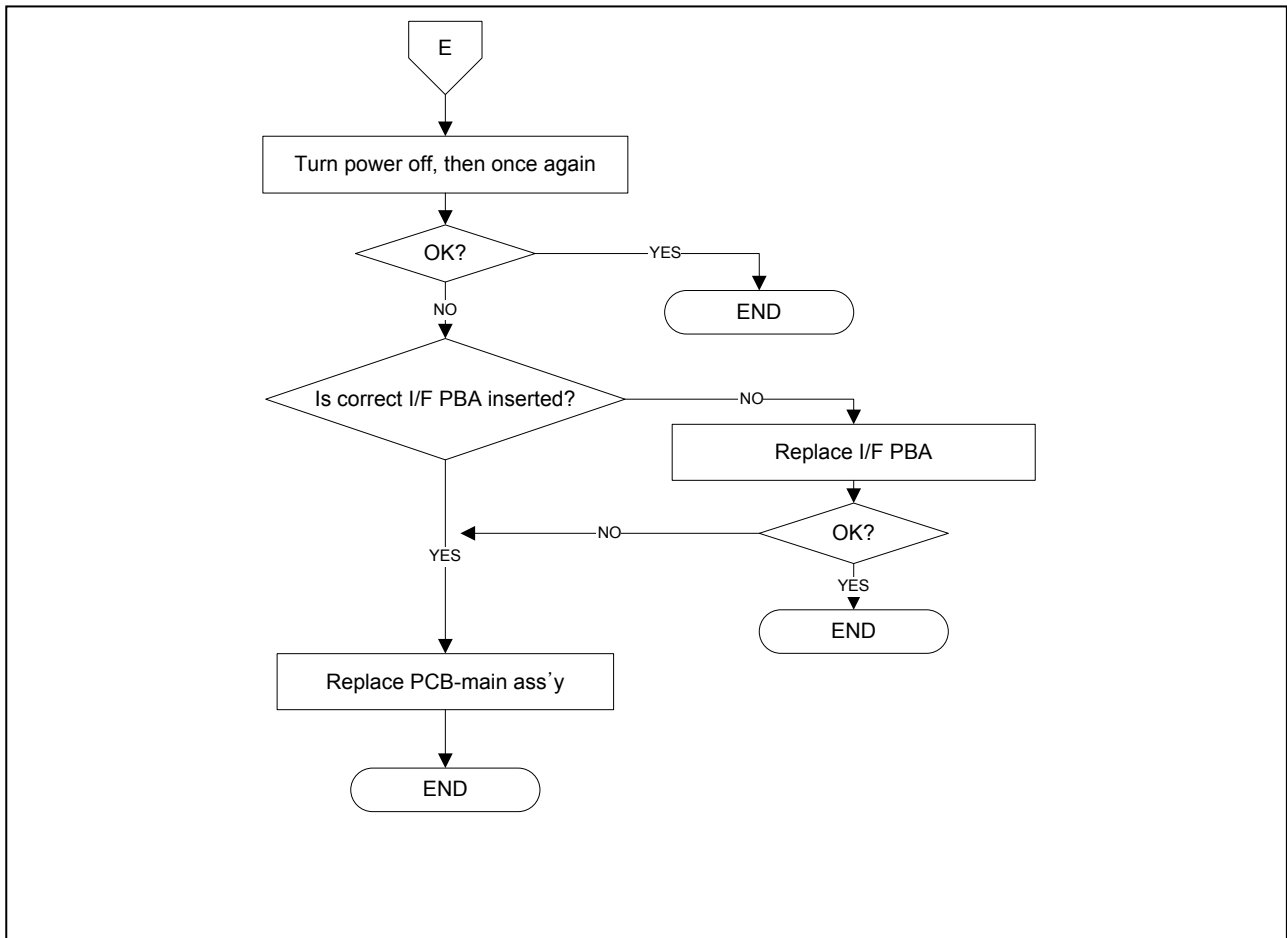 E
Turn power off, then once again
OK?
YES
END
NO
Is correct I/F PBA inserted?
NO
Replace I/F PBA
OK?
NO
YES
YES
END
Replace PCB-main ass’y
END